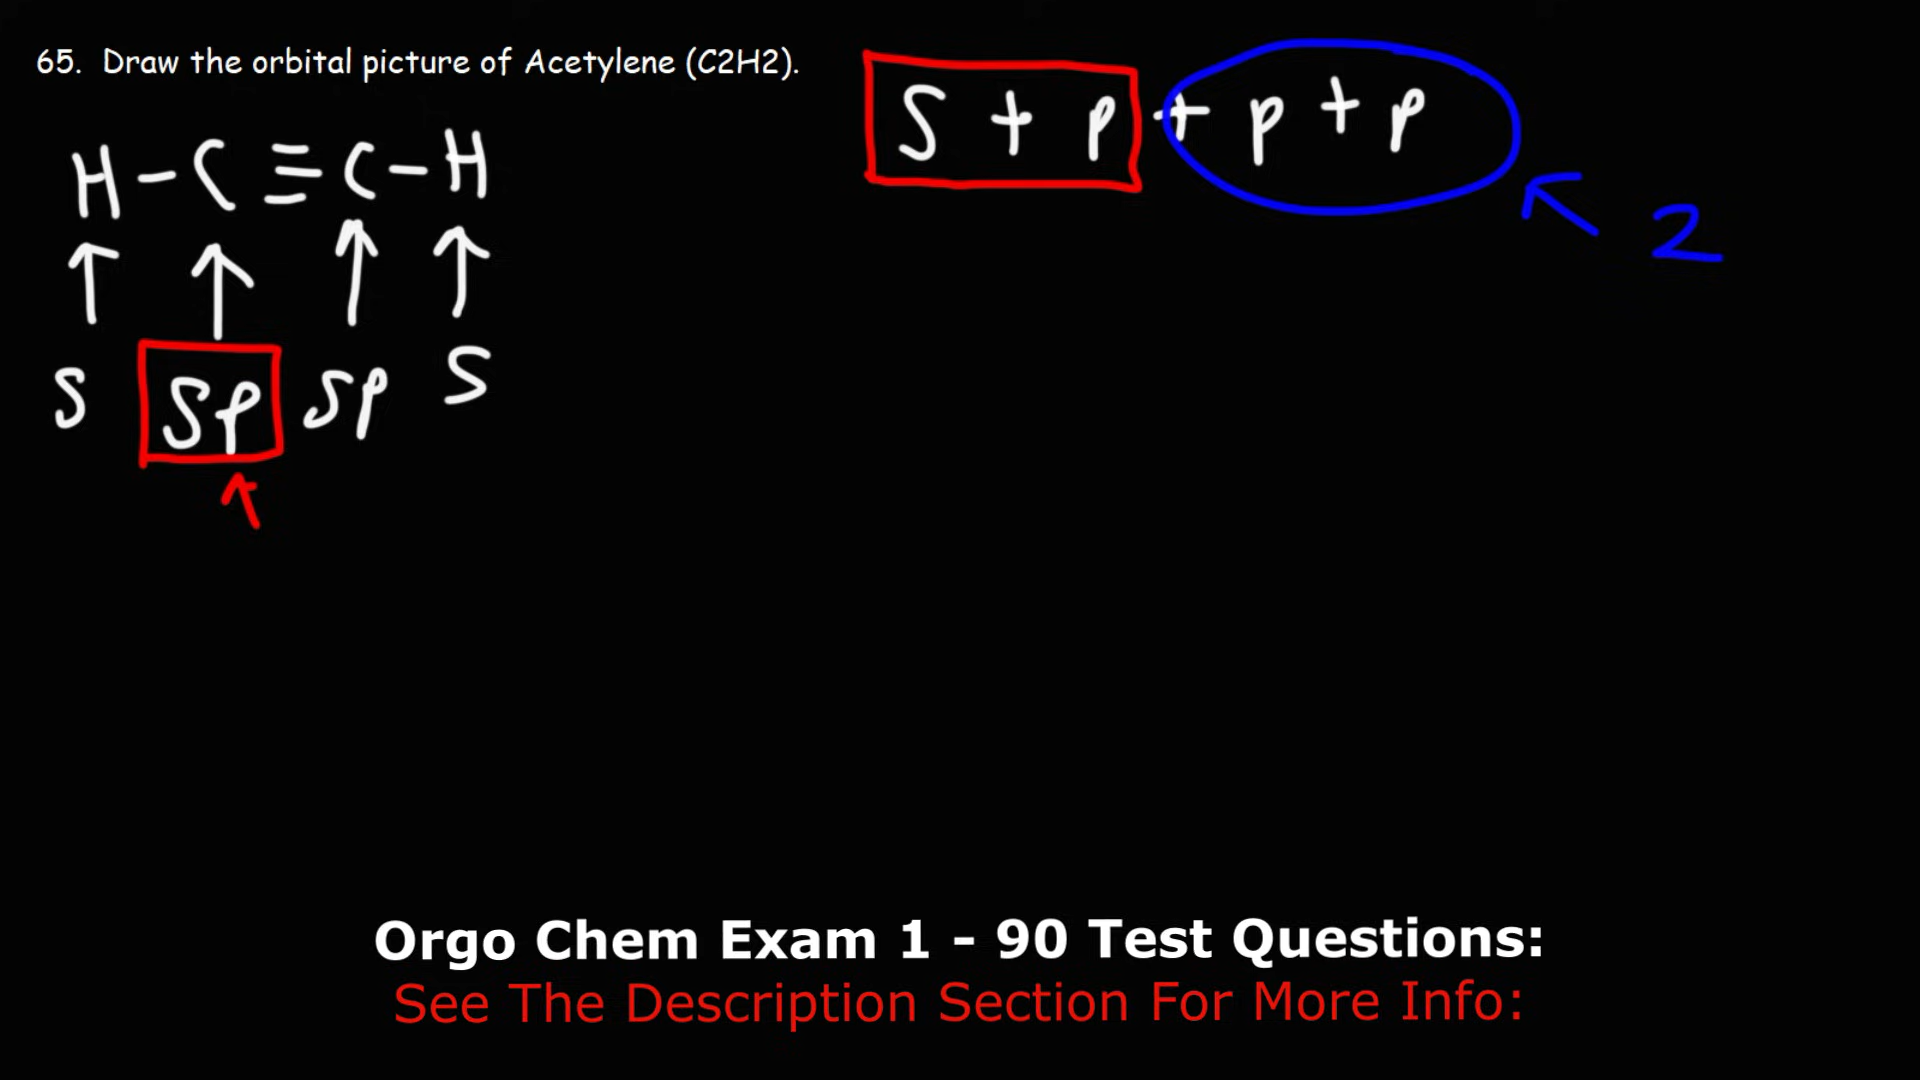 65. Draw the orbital picture of Acetylene (C2H2).
S + p + p + p
H - C ≡ C - H
2
S Sp Sp S
Orgo Chem Exam 1 - 90 Test Questions:
See The Description Section For More Info: